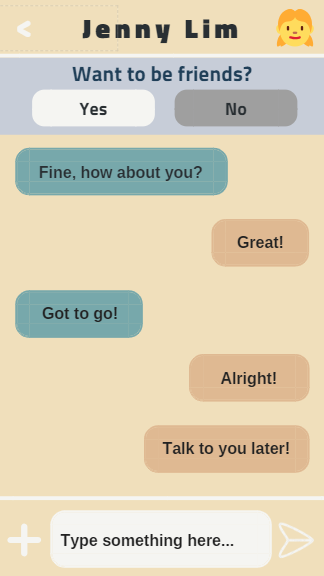 Jenny Lim
Want to be friends?
Yes
No
Fine, how about you?
Great!
Got to go!
Alright!
Talk to you later!
Type something here...